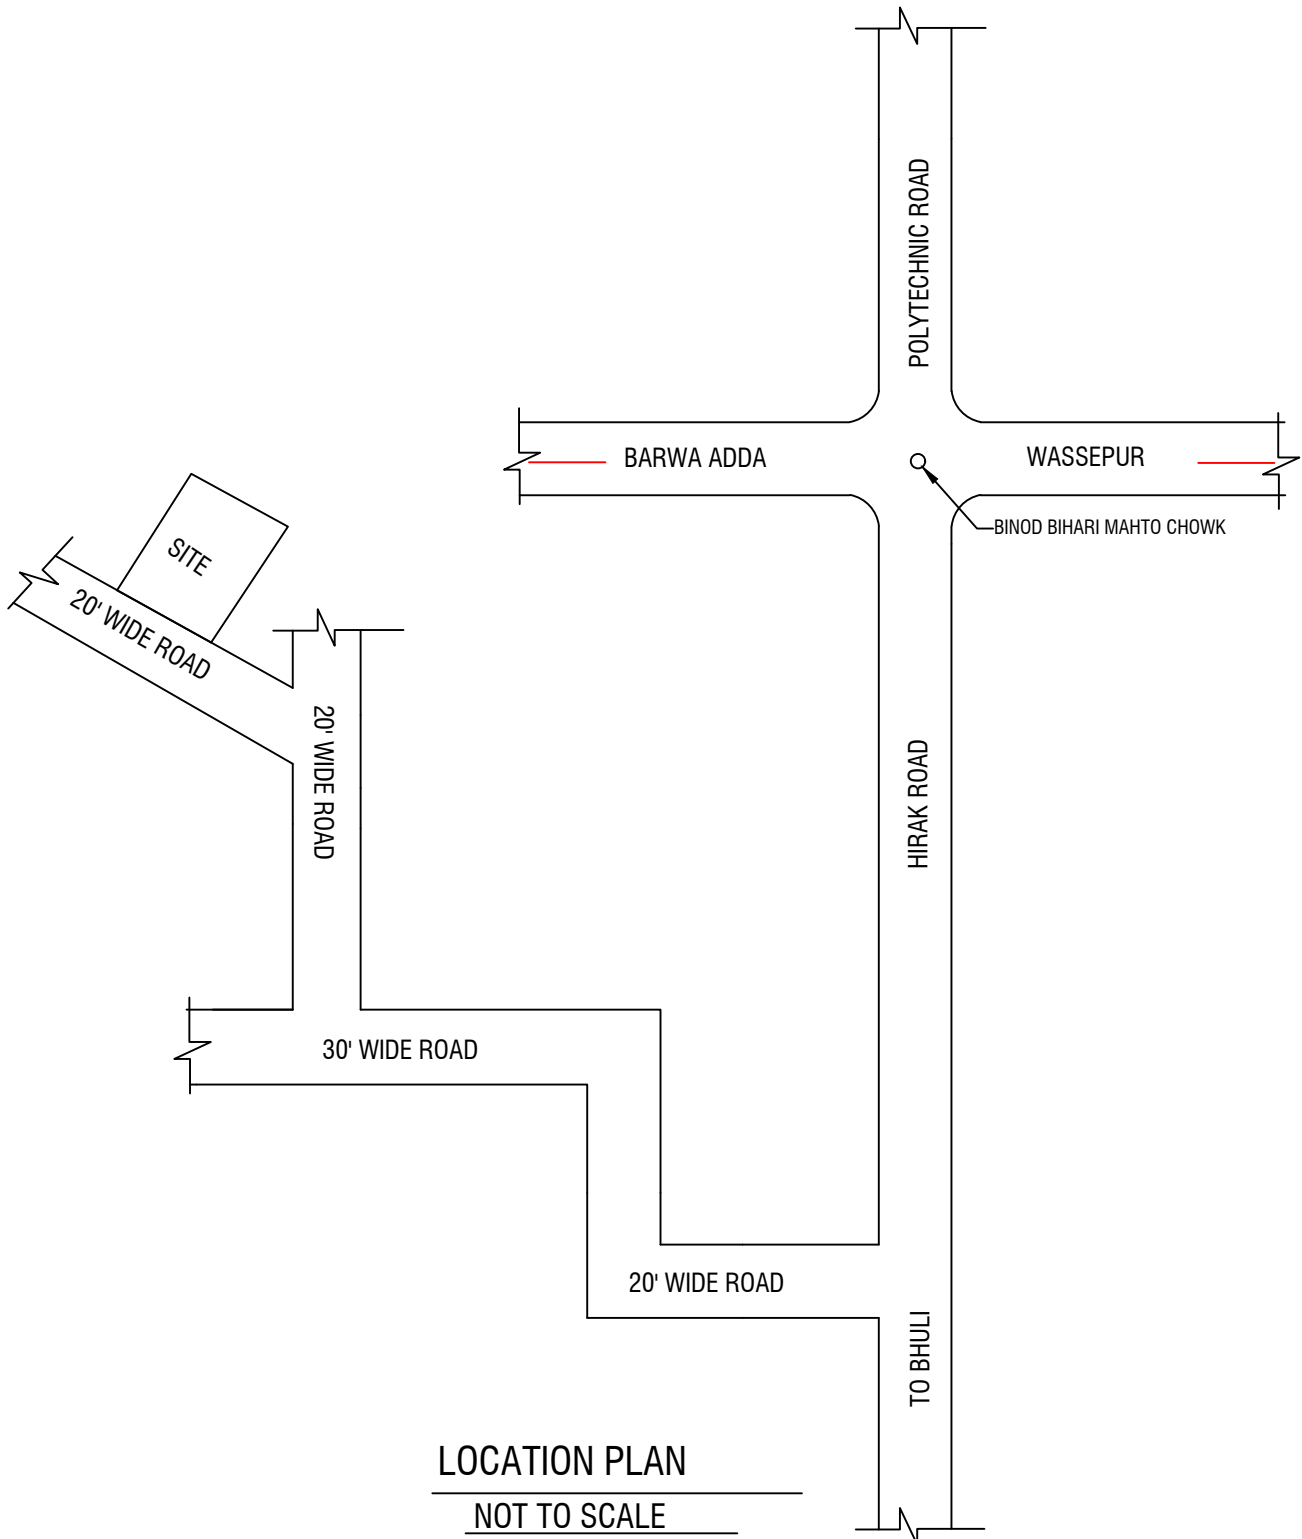 POLYTECHNIC ROAD
BARWA ADDA
WASSEPUR
BINOD BIHARI MAHTO CHOWK
SITE
20' WIDE ROAD
20' WIDE ROAD
HIRAK ROAD
30' WIDE ROAD
20' WIDE ROAD
TO BHULI
LOCATION PLAN
NOT TO SCALE